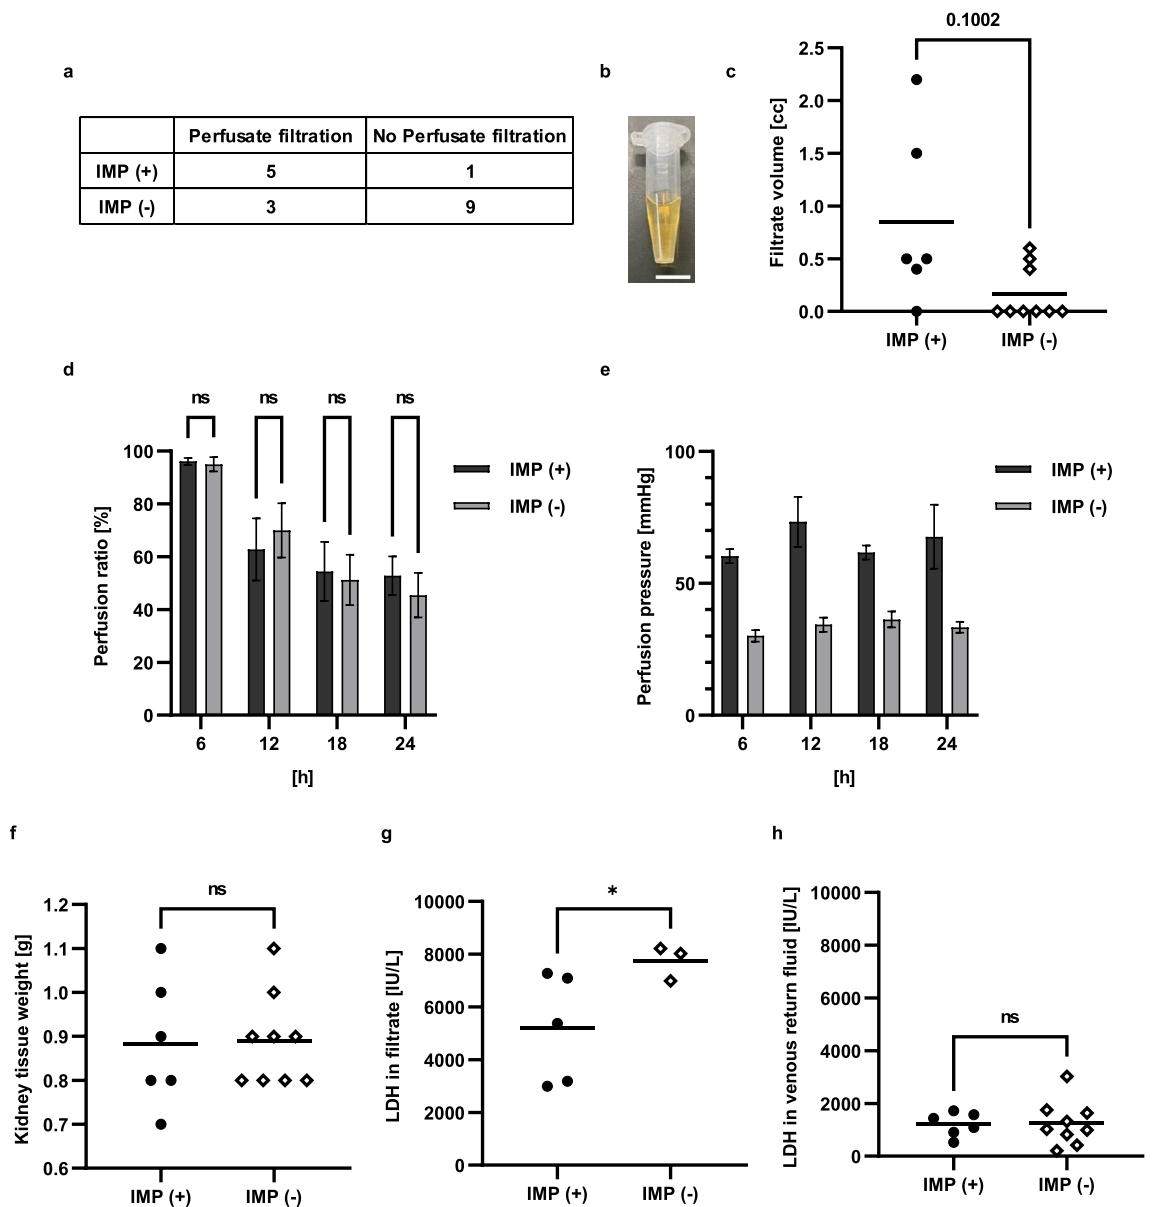 a
Perfusate filtration No Perfusate filtration
IMP (+) 5 1
IMP (-) 3 9
b
c
0.1002
Filtrate volume [cc]
2.5
2.0
1.5
1.0
0.5
0.0
IMP (+) IMP (-)
d
ns ns ns ns
Perfusion ratio [%]
100
80
60
40
20
0
6 12 18 24
[h]
IMP (+)
IMP (-)
e
Perfusion pressure [mmHg]
100
50
0
6 12 18 24
[h]
IMP (+)
IMP (-)
f
ns
Kidney tissue weight [g]
1.2
1.1
1.0
0.9
0.8
0.7
0.6
IMP (+) IMP (-)
g
*
LDH in filtrate [IU/L]
10000
8000
6000
4000
2000
0
IMP (+) IMP (-)
h
ns
LDH in venous return fluid [IU/L]
10000
8000
6000
4000
2000
0
IMP (+) IMP (-)